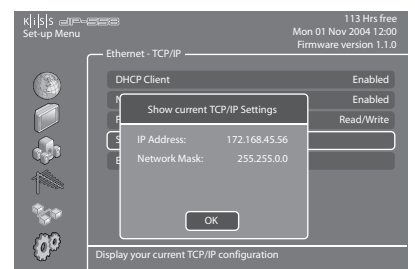 KiSS DP-558
113 Hrs free
Set-up Menu
Mon 01 Nov 2004 12:00
Firmware version 1.1.0
Ethernet - TCP/IP
DHCP Client Enabled
N Enabled
Read/Write
S
E
Show current TCP/IP Settings
IP Address: 172.168.45.56
Network Mask: 255.255.0.0
OK
Display your current TCP/IP configuration